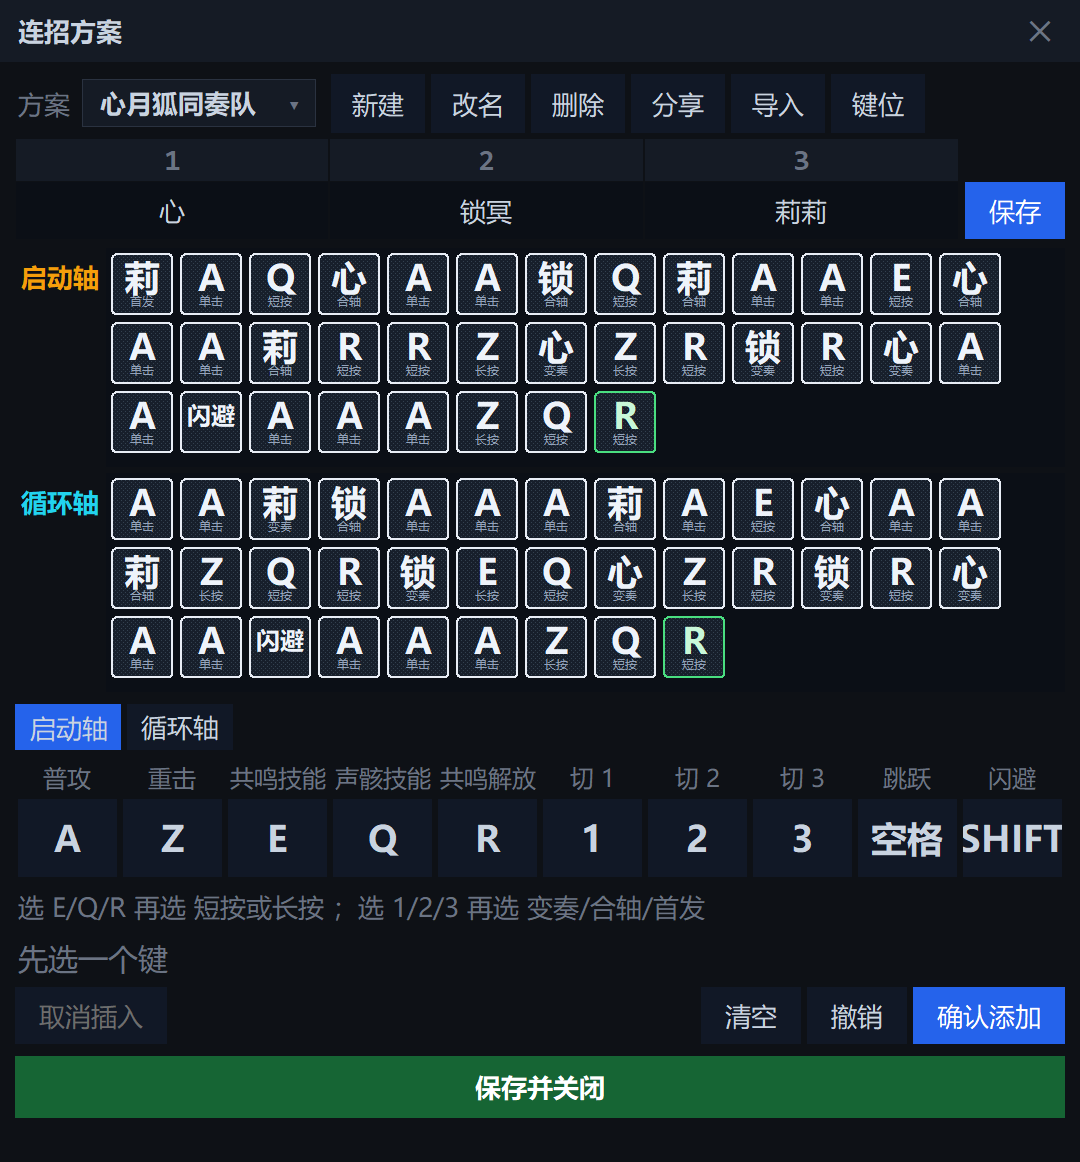 连招方案
方案 心月狐同奏队 新建 改名 删除 分享 导入 键位
1 2 3
心 锁冥 莉莉 保存
启动轴 莉 A Q 心 A A 锁 Q 莉 A A E 心
首发 单击 短按 合轴 单击 单击 合轴 短按 合轴 单击 单击 短按 合轴
A A 莉 R R Z 心 Z R 锁 R 心 A
单击 单击 合轴 短按 短按 长按 变奏 长按 短按 变奏 短按 变奏 单击
A 闪避 A A A Z Q R
单击 单击 单击 单击 长按 短按 短按
循环轴 A A 莉 锁 A A A 莉 A E 心 A A
单击 单击 变奏 合轴 单击 单击 单击 合轴 单击 短按 合轴 单击 单击
莉 Z Q R 锁 E Q 心 Z R 锁 R 心
合轴 长按 短按 短按 变奏 长按 短按 变奏 长按 短按 变奏 短按 变奏
A A 闪避 A A A Z Q R
单击 单击 单击 单击 单击 长按 短按 短按
启动轴 循环轴
普攻 重击 共鸣技能 声骸技能 共鸣解放 切 1 切 2 切 3 跳跃 闪避
A Z E Q R 1 2 3 空格 SHIFT
选 E/Q/R 再选 短按或长按 ；选 1/2/3 再选 变奏/合轴/首发
先选一个键
取消插入 清空 撤销 确认添加
保存并关闭